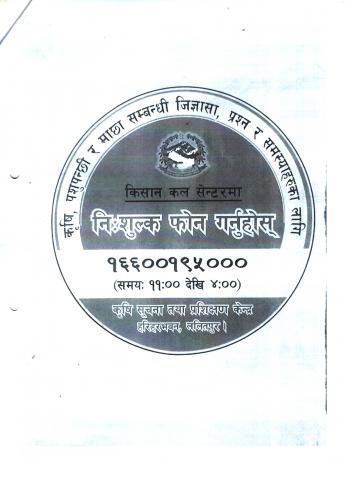 कृषि, पशुपन्छी र माछा सम्बन्धी जिज्ञासा, प्रश्न र समस्याहरुका लागि
किसान कल सेन्टरमा
निःशुल्क फोन गर्नुहोस्
१६६००१९५०००
(समयः ११:०० देखि ४:००)
कृषि सूचना तथा प्रशिक्षण केन्द्र
हरिहरभवन, ललितपुर ।